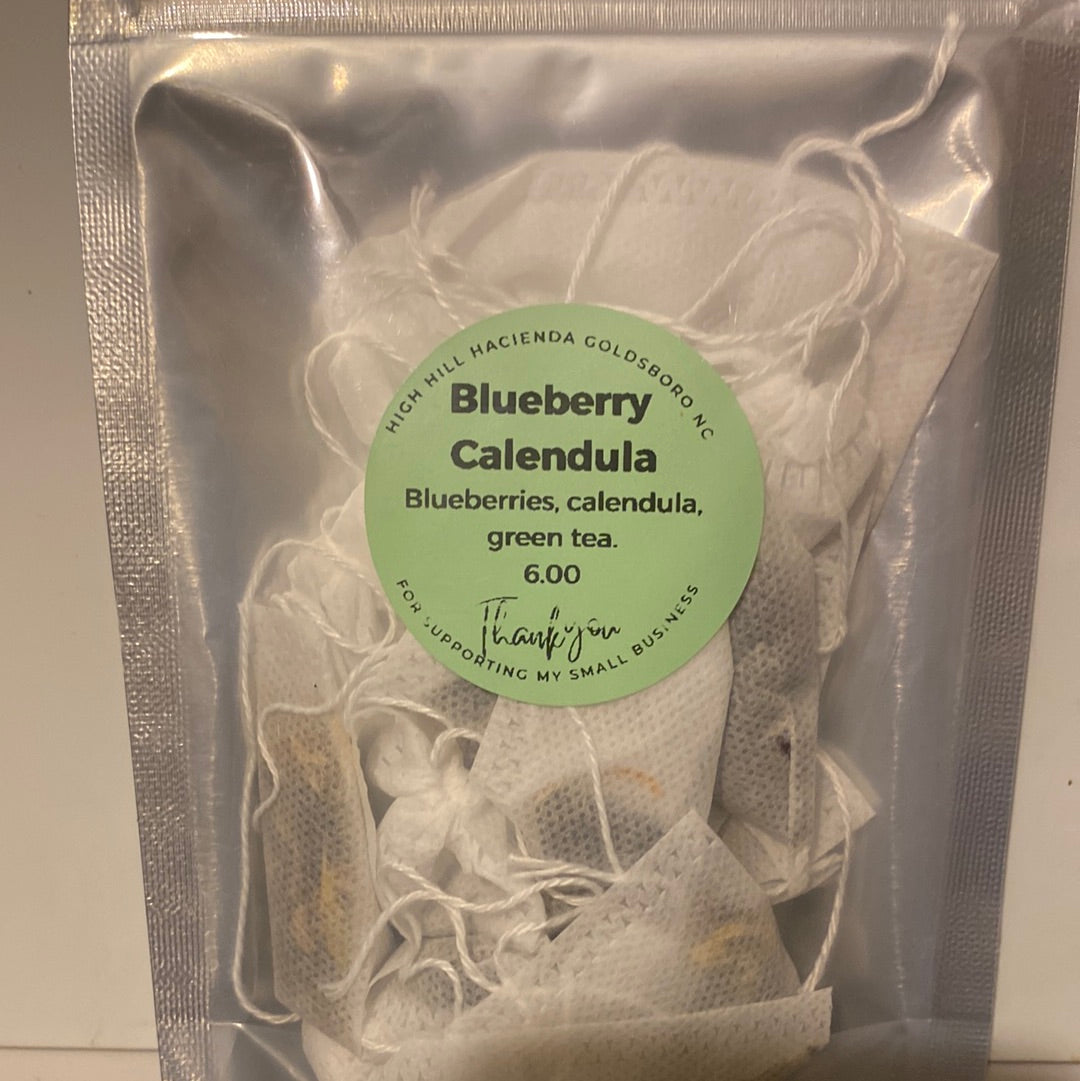 HIGH HILL HACIENDA GOLDSBORO NC
Blueberry
Calendula
Blueberries, calendula,
green tea.
6.00
Thank you
FOR SUPPORTING MY SMALL BUSINESS